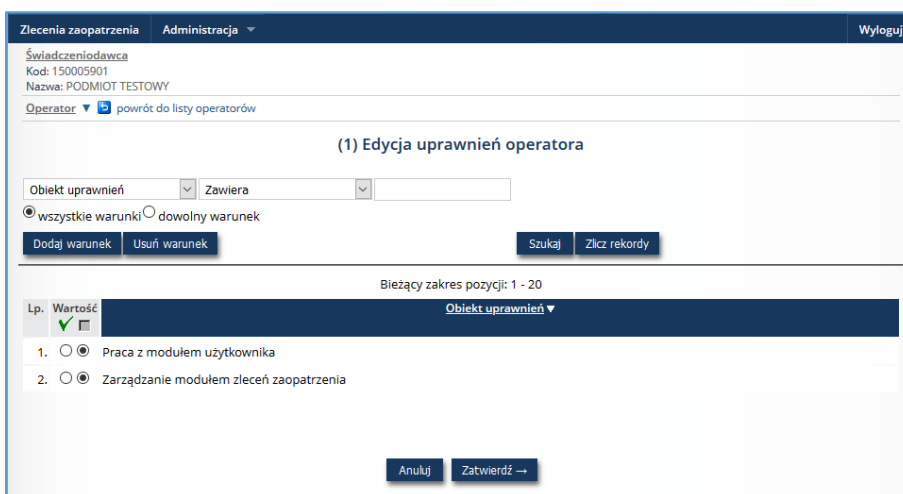 Zlecenia zaopatrzenia Administracja Wyloguj
Świadczeniodawca
Kod: 150005901
Nazwa: PODMIOT TESTOWY
Operator powrót do listy operatorów
(1) Edycja uprawnień operatora
Obiekt uprawnień Zawiera
wszystkie warunki dowolny warunek
Dodaj warunek Usuń warunek Szukaj Zlicz rekordy
Bieżący zakres pozycji: 1 - 20
Lp. Wartość Obiekt uprawnień
1. Praca z modułem użytkownika
2. Zarządzanie modułem zleceń zaopatrzenia
Anuluj Zatwierdź →